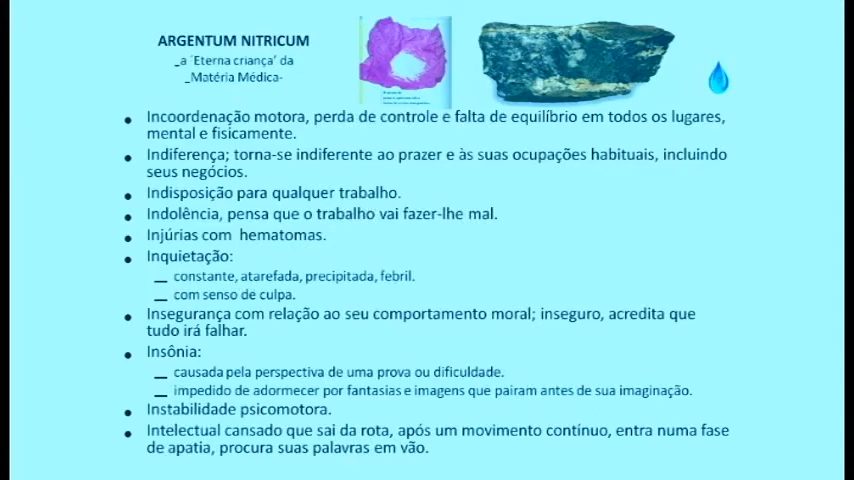 ARGENTUM NITRICUM
_a ´Eterna criança’ da
_Matéria Médica-
• Incoordenação motora, perda de controle e falta de equilíbrio em todos os lugares,
mental e fisicamente.
• Indiferença; torna-se indiferente ao prazer e às suas ocupações habituais, incluindo
seus negócios.
• Indisposição para qualquer trabalho.
• Indolência, pensa que o trabalho vai fazer-lhe mal.
• Injúrias com hematomas.
• Inquietação:
— constante, atarefada, precipitada, febril.
— com senso de culpa.
• Insegurança com relação ao seu comportamento moral; inseguro, acredita que
tudo irá falhar.
• Insônia:
— causada pela perspectiva de uma prova ou dificuldade.
— impedido de adormecer por fantasias e imagens que pairam antes de sua imaginação.
• Instabilidade psicomotora.
• Intelectual cansado que sai da rota, após um movimento contínuo, entra numa fase
de apatia, procura suas palavras em vão.